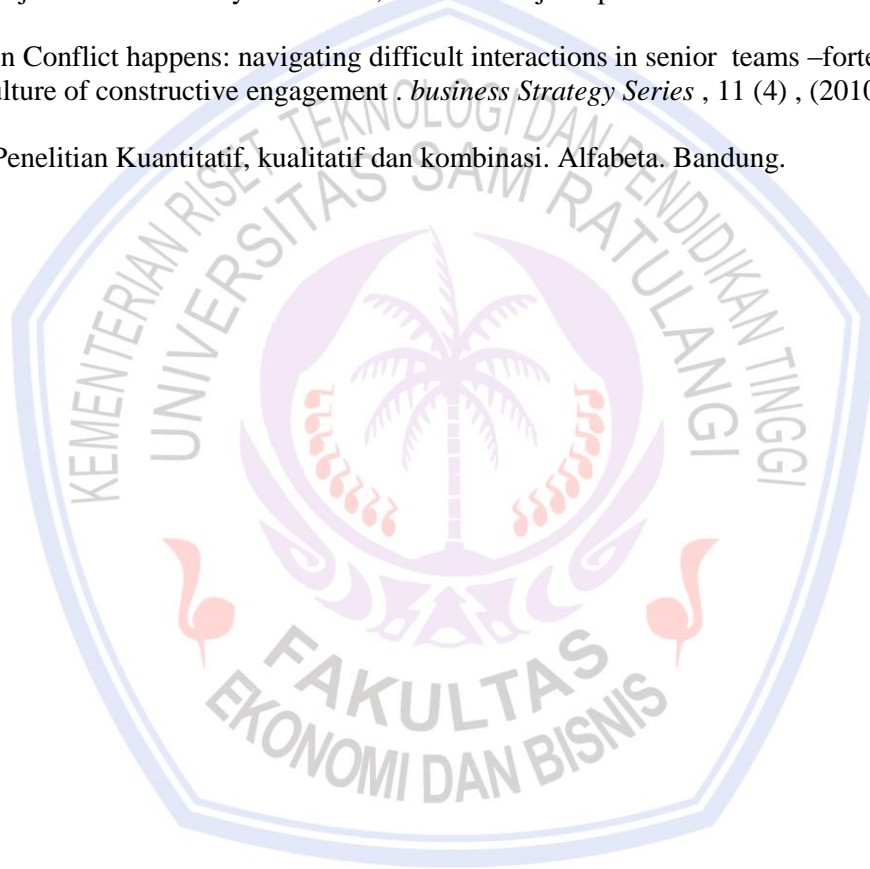 n Conflict happens: navigating difficult interactions in senior teams –forte
lture of constructive engagement . business Strategy Series , 11 (4) , (2010
Penelitian Kuantitatif, kualitatif dan kombinasi. Alfabeta. Bandung.
KEMENTERIAN RISET TEKNOLOGI DAN PENDIDIKAN TINGGI
UNIVERSITAS SAM RATULANGI
FAKULTAS
EKONOMI DAN BISNIS